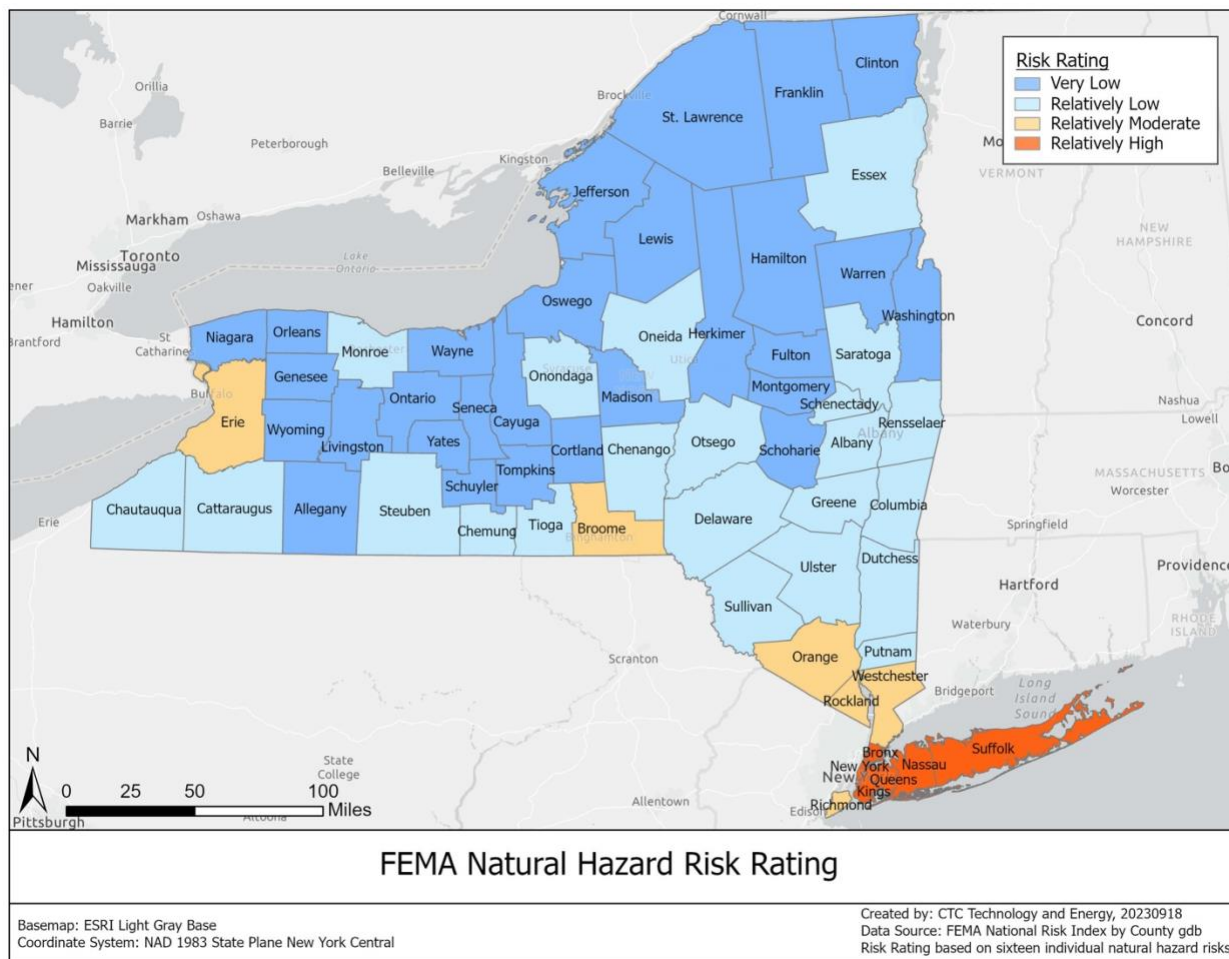 Cornwall
Risk Rating
Very Low
Relatively Low
Relatively Moderate
Relatively High
Clinton
Franklin
St. Lawrence
Orillia
Brockville
Barrie
Peterborough
Belleville
Kingston
VERMONT
Essex
Jefferson
Markham
Oshawa
Toronto
Mississauga
Oakville
Lake
Ontario
Lewis
Hamilton
NEW
HAMPSHIRE
Warren
Oswego
Washington
Concord
Hamilton
Brantford
St
Catharines
Niagara
Orleans
Monroe
Wayne
Oneida
Utica
Herkimer
Fulton
Saratoga
Genesee
Onondaga
Syracuse
Madison
Montgomery
Schenectady
Nashua
Lowell
Buffalo
Erie
Ontario
Seneca
Cayuga
Rensselaer
Wyoming
Livingston
Yates
Cortland
Chenango
Otsego
Schoharie
Albany
Albany
MASSACHUSETTS
Worcester
Schuyler
Tompkins
Erie
Chautauqua
Cattaraugus
Allegany
Steuben
Chemung
Tioga
Broome
Binghamton
Delaware
Greene
Columbia
Springfield
Ulster
Dutchess
Hartford
Providence
RHODE
ISLAND
Sullivan
Waterbury
Scranton
Orange
Putnam
Westchester
Rockland
Bridgeport
Long
Island
Sound
Suffolk
Bronx
New York
Nassau
Queens
Kings
Richmond
Edison
State
College
Allentown
Altoona
Pittsburgh
N
0 25 50 100
Miles
FEMA Natural Hazard Risk Rating
Basemap: ESRI Light Gray Base
Coordinate System: NAD 1983 State Plane New York Central
Created by: CTC Technology and Energy, 20230918
Data Source: FEMA National Risk Index by County gdb
Risk Rating based on sixteen individual natural hazard risks